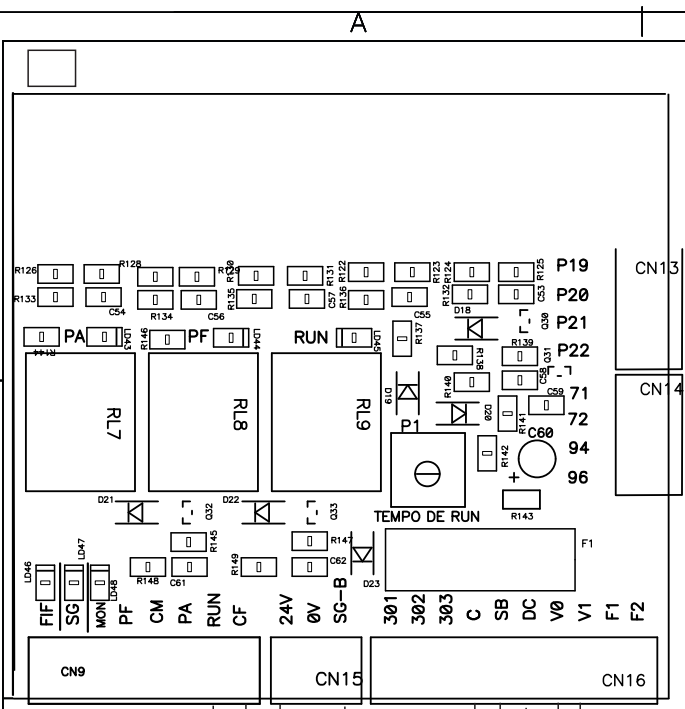 A
R126 R128 R129 R130 R131 R122 R123 R124 R125 P19 CN13
R133 C54 R134 C56 R135 C57 R136 C55 R132 C53 P20
R144 PA LD43 R146 PF LD44 RUN LD45 R137 D18 Q30 P21
R138 R139 Q31 P22
RL7 RL8 RL9 D19 R140 C58 C59 71 CN14
P1 D20 R141 C60 72
R142 94
+ 96
D21 Q32 D22 Q33 TEMPO DE RUN R143
R145 R147 F1
LD46 LD47 LD48 R148 C61 R149 C62 D23
FIF SG MON PF CM PA RUN CF 24V 0V SG-B 301 302 303 C SB DC V0 V1 F1 F2
CN9 CN15 CN16